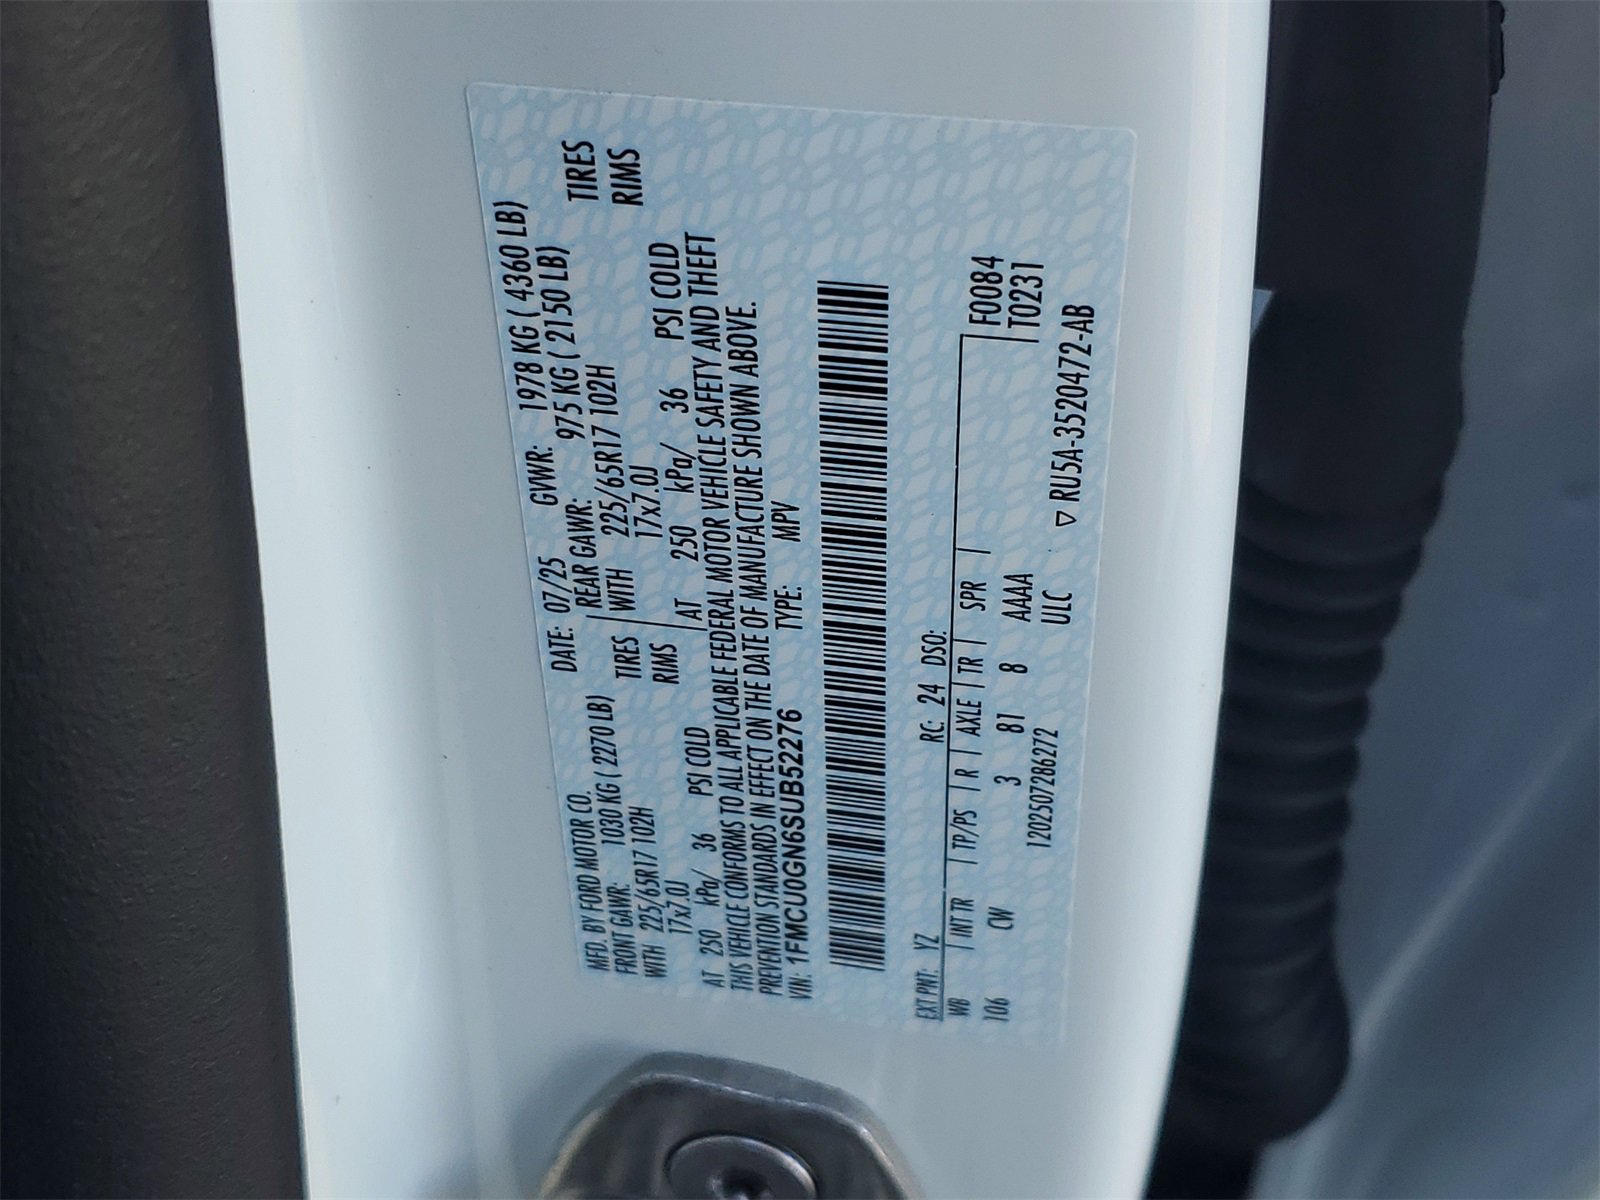 MFD. BY FORD MOTOR CO. DATE: 07/25 GVWR: 1978 KG ( 4360 LB)
FRONT GAWR: 1030 KG ( 2270 LB) REAR GAWR: 975 KG ( 2150 LB)
WITH 225/65R17 102H TIRES WITH 225/65R17 102H TIRES
17x7.0J RIMS 17x7.0J RIMS
AT 250 kPa/ 36 PSI COLD AT 250 kPa/ 36 PSI COLD
THIS VEHICLE CONFORMS TO ALL APPLICABLE FEDERAL MOTOR VEHICLE SAFETY AND THEFT
PREVENTION STANDARDS IN EFFECT ON THE DATE OF MANUFACTURE SHOWN ABOVE.
VIN: 1FMCU0GN6SUB52276 TYPE: MPV
EXT PNT: YZ RC: 24 DSO:
WB | INT TR | TP/PS | R | AXLE | TR | SPR | F0084
106 CW 3 81 8 AAAA T0231
120250728627​2 ULC
▽ RU5A-3520472-AB